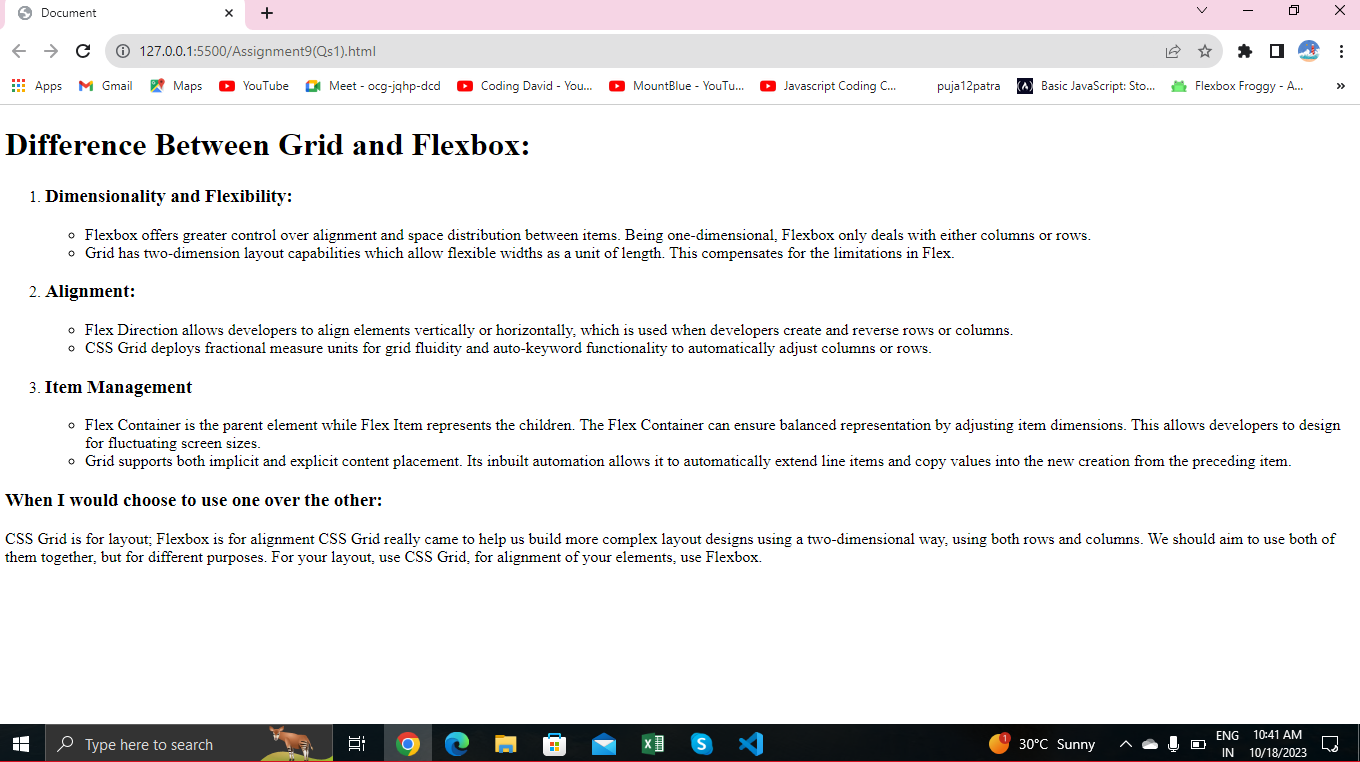 Document
127.0.0.1:5500/Assignment9(Qs1).html
Apps Gmail Maps YouTube Meet - ocg-jqhp-dcd Coding David - You... MountBlue - YouTu... Javascript Coding C... puja12patra Basic JavaScript: Sto... Flexbox Froggy - A... »
Difference Between Grid and Flexbox:
1. Dimensionality and Flexibility:
Flexbox offers greater control over alignment and space distribution between items. Being one-dimensional, Flexbox only deals with either columns or rows.
Grid has two-dimension layout capabilities which allow flexible widths as a unit of length. This compensates for the limitations in Flex.
2. Alignment:
Flex Direction allows developers to align elements vertically or horizontally, which is used when developers create and reverse rows or columns.
CSS Grid deploys fractional measure units for grid fluidity and auto-keyword functionality to automatically adjust columns or rows.
3. Item Management
Flex Container is the parent element while Flex Item represents the children. The Flex Container can ensure balanced representation by adjusting item dimensions. This allows developers to design
for fluctuating screen sizes.
Grid supports both implicit and explicit content placement. Its inbuilt automation allows it to automatically extend line items and copy values into the new creation from the preceding item.
When I would choose to use one over the other:
CSS Grid is for layout; Flexbox is for alignment CSS Grid really came to help us build more complex layout designs using a two-dimensional way, using both rows and columns. We should aim to use both of
them together, but for different purposes. For your layout, use CSS Grid, for alignment of your elements, use Flexbox.
Type here to search
1
30°C Sunny
ENG
IN
10:41 AM
10/18/2023